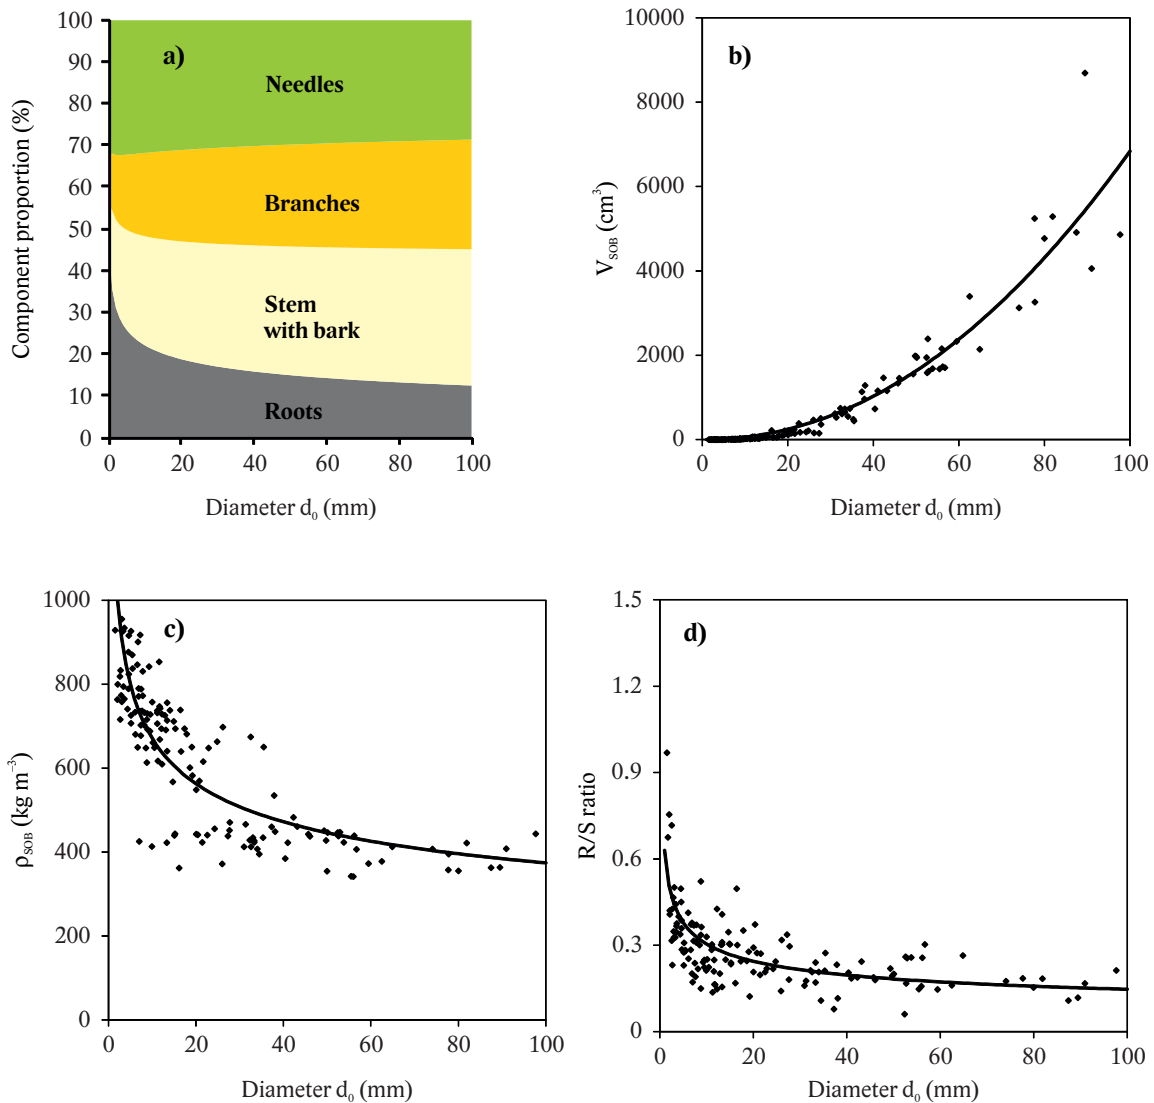 a)
Component proportion (%)
100
90
80
70
60
50
40
30
20
10
0
Needles
Branches
Stem
with bark
Roots
0 20 40 60 80 100
Diameter d₀ (mm)
b)
V_SOB (cm³)
10000
8000
6000
4000
2000
0
0 20 40 60 80 100
Diameter d₀ (mm)
c)
ρ_SOB (kg m⁻³)
1000
800
600
400
200
0
0 20 40 60 80 100
Diameter d₀ (mm)
d)
R/S ratio
1.5
1.2
0.9
0.6
0.3
0
0 20 40 60 80 100
Diameter d₀ (mm)